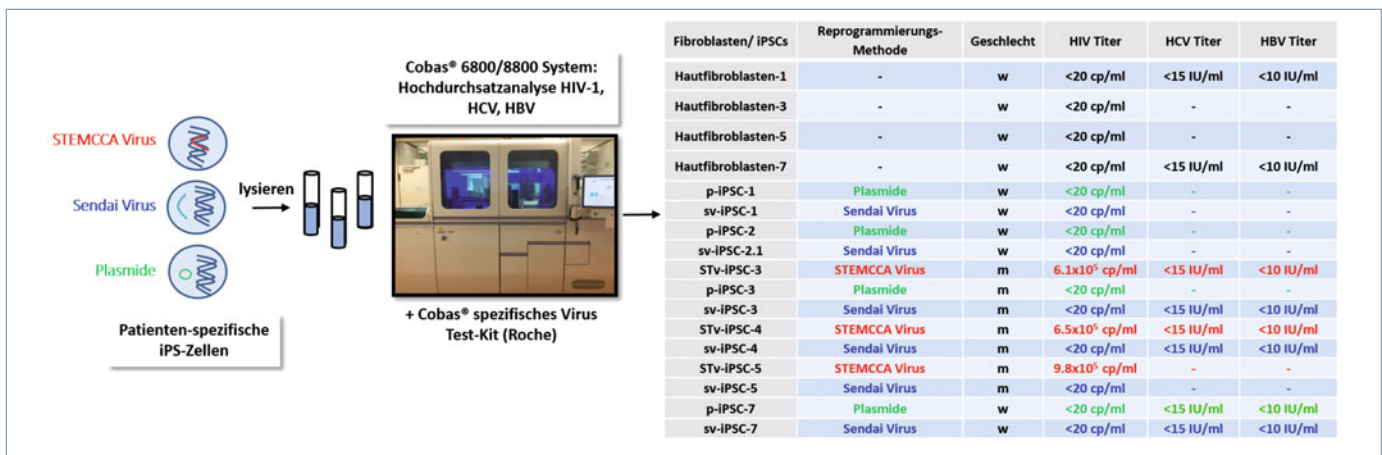 Cobas® 6800/8800 System:
Hochdurchsatzanalyse HIV-1,
HCV, HBV
STEMCCA Virus
Sendai Virus
Plasmide
lysieren
Patienten-spezifische
iPS-Zellen
+ Cobas® spezifisches Virus
Test-Kit (Roche)
Fibroblasten/ iPSCs Reprogrammierungs-Methode Geschlecht HIV Titer HCV Titer HBV Titer
Hautfibroblasten-1 - w <20 cp/ml <15 IU/ml <10 IU/ml
Hautfibroblasten-3 - w <20 cp/ml - -
Hautfibroblasten-5 - w <20 cp/ml - -
Hautfibroblasten-7 - w <20 cp/ml <15 IU/ml <10 IU/ml
p-iPSC-1 Plasmide w <20 cp/ml - -
sv-iPSC-1 Sendai Virus w <20 cp/ml - -
p-iPSC-2 Plasmide w <20 cp/ml - -
sv-iPSC-2.1 Sendai Virus w <20 cp/ml - -
STv-iPSC-3 STEMCCA Virus m 6.1x10⁵ cp/ml <15 IU/ml <10 IU/ml
p-iPSC-3 Plasmide m <20 cp/ml - -
sv-iPSC-3 Sendai Virus m <20 cp/ml <15 IU/ml <10 IU/ml
STv-iPSC-4 STEMCCA Virus m 6.5x10⁵ cp/ml <15 IU/ml <10 IU/ml
sv-iPSC-4 Sendai Virus m <20 cp/ml <15 IU/ml <10 IU/ml
STv-iPSC-5 STEMCCA Virus m 9.8x10⁵ cp/ml - -
sv-iPSC-5 Sendai Virus m <20 cp/ml - -
p-iPSC-7 Plasmide w <20 cp/ml <15 IU/ml <10 IU/ml
sv-iPSC-7 Sendai Virus w <20 cp/ml <15 IU/ml <10 IU/ml